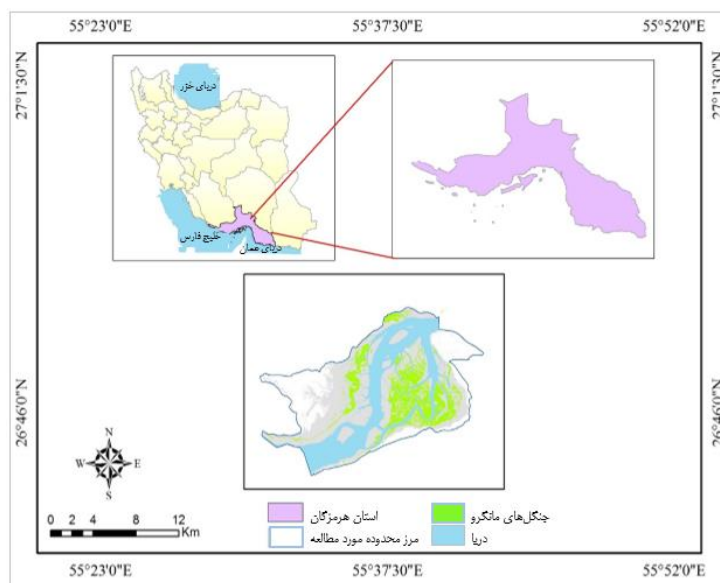 55°23'0"E 55°37'30"E 55°52'0"E
27°1'30"N
27°1'30"N
دریای خزر
خلیج فارس
دریای عمان
26°46'0"N
26°46'0"N
N
W E
S
0 2 4 8 12
Km
استان هرمزگان
جنگل‌های مانگرو
مرز محدوده مورد مطالعه
دریا
55°23'0"E 55°37'30"E 55°52'0"E